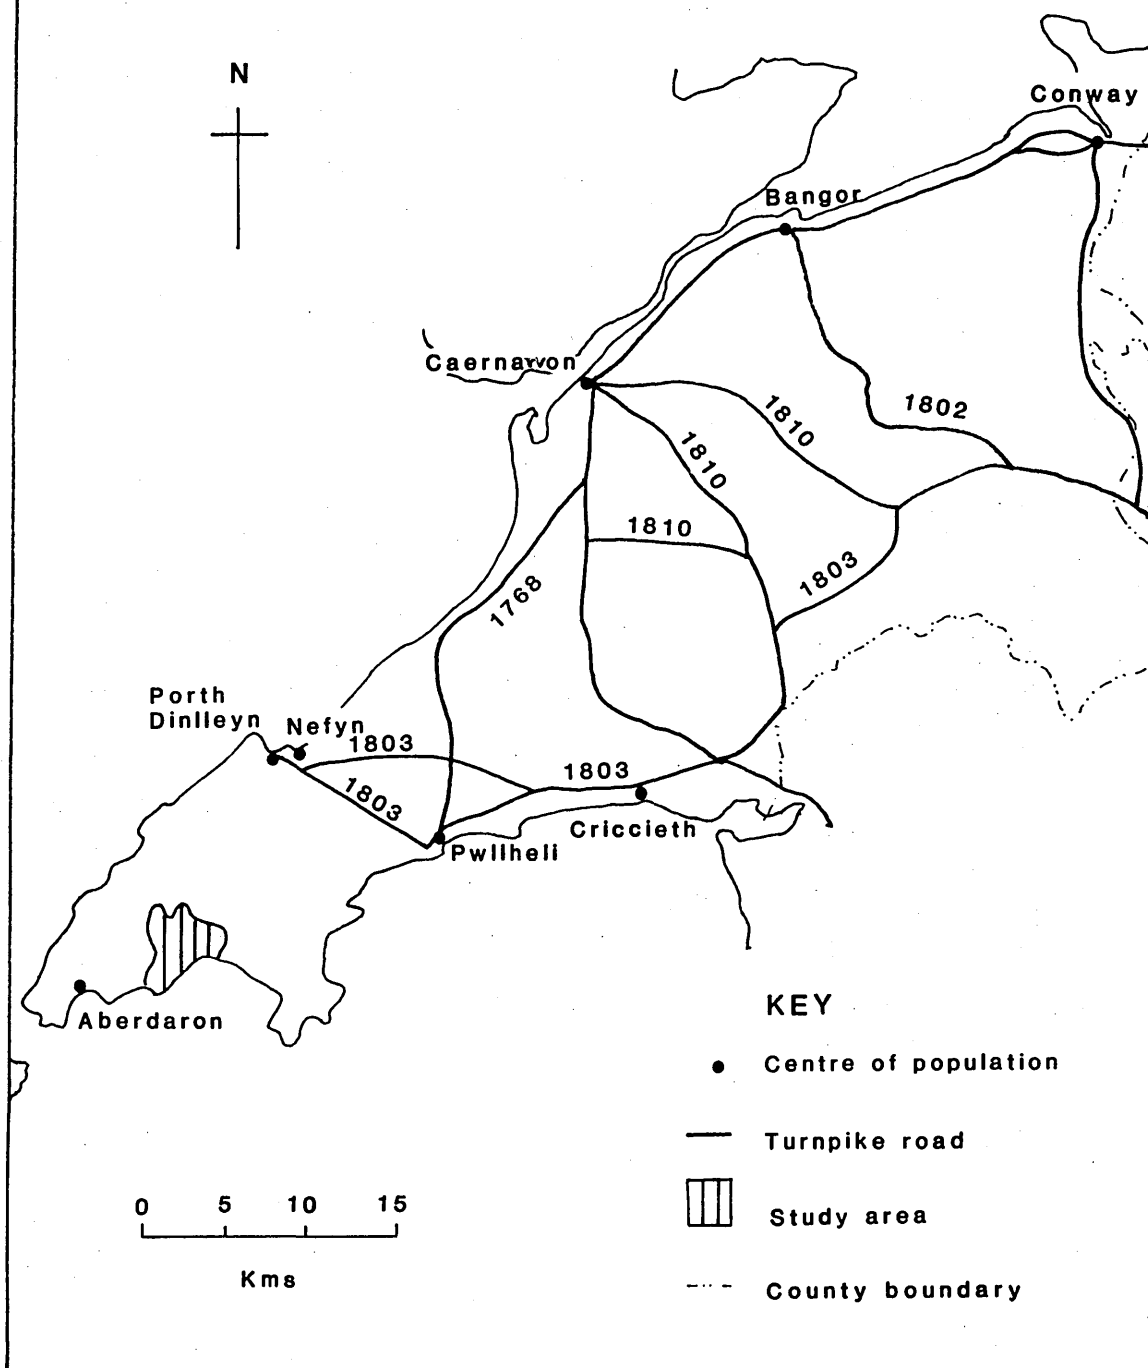 N
Conway
Bangor
Caernarvon
1802
1810
1810
1810
1803
1768
Porth
Dinlleyn
Nefyn
1803
1803
1803
Criccieth
Pwllheli
Aberdaron
KEY
Centre of population
Turnpike road
Study area
County boundary
0 5 10 15
Kms